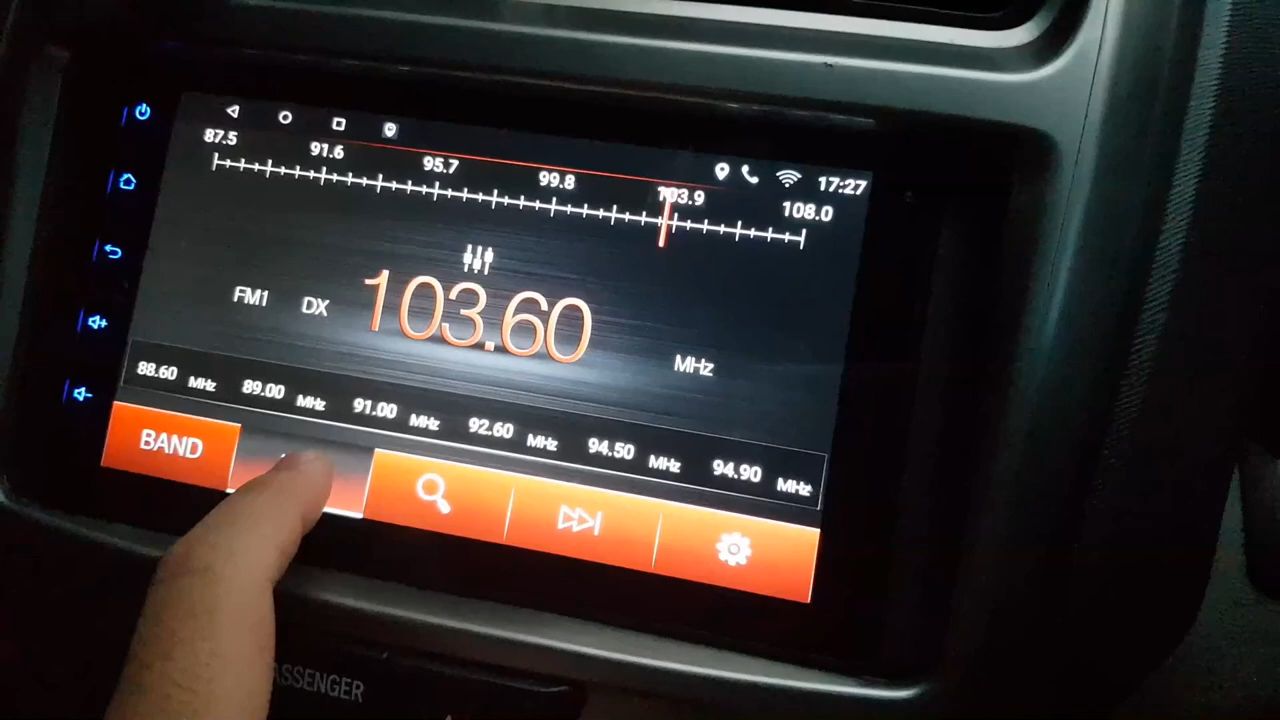 17:27
87.5 91.6 95.7 99.8 103.9 108.0
FM1 DX 103.60 MHz
88.60 MHz 89.00 MHz 91.00 MHz 92.60 MHz 94.50 MHz 94.90 MHz
BAND
ASSENGER